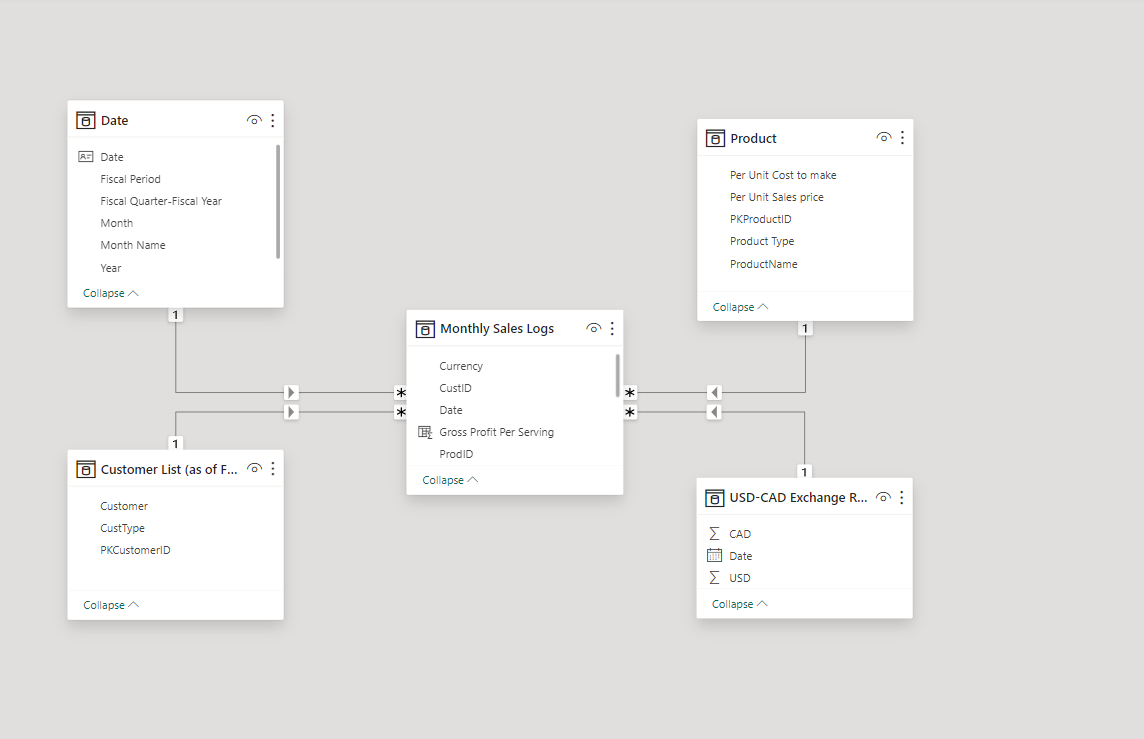 Date
Date
Fiscal Period
Fiscal Quarter-Fiscal Year
Month
Month Name
Year
Collapse
1
Product
Per Unit Cost to make
Per Unit Sales price
PKProductID
Product Type
ProductName
Collapse
1
Monthly Sales Logs
Currency
CustID
Date
Gross Profit Per Serving
ProdID
Collapse
*
*
*
*
1
Customer List (as of F...
Customer
CustType
PKCustomerID
Collapse
1
USD-CAD Exchange R...
CAD
Date
USD
Collapse